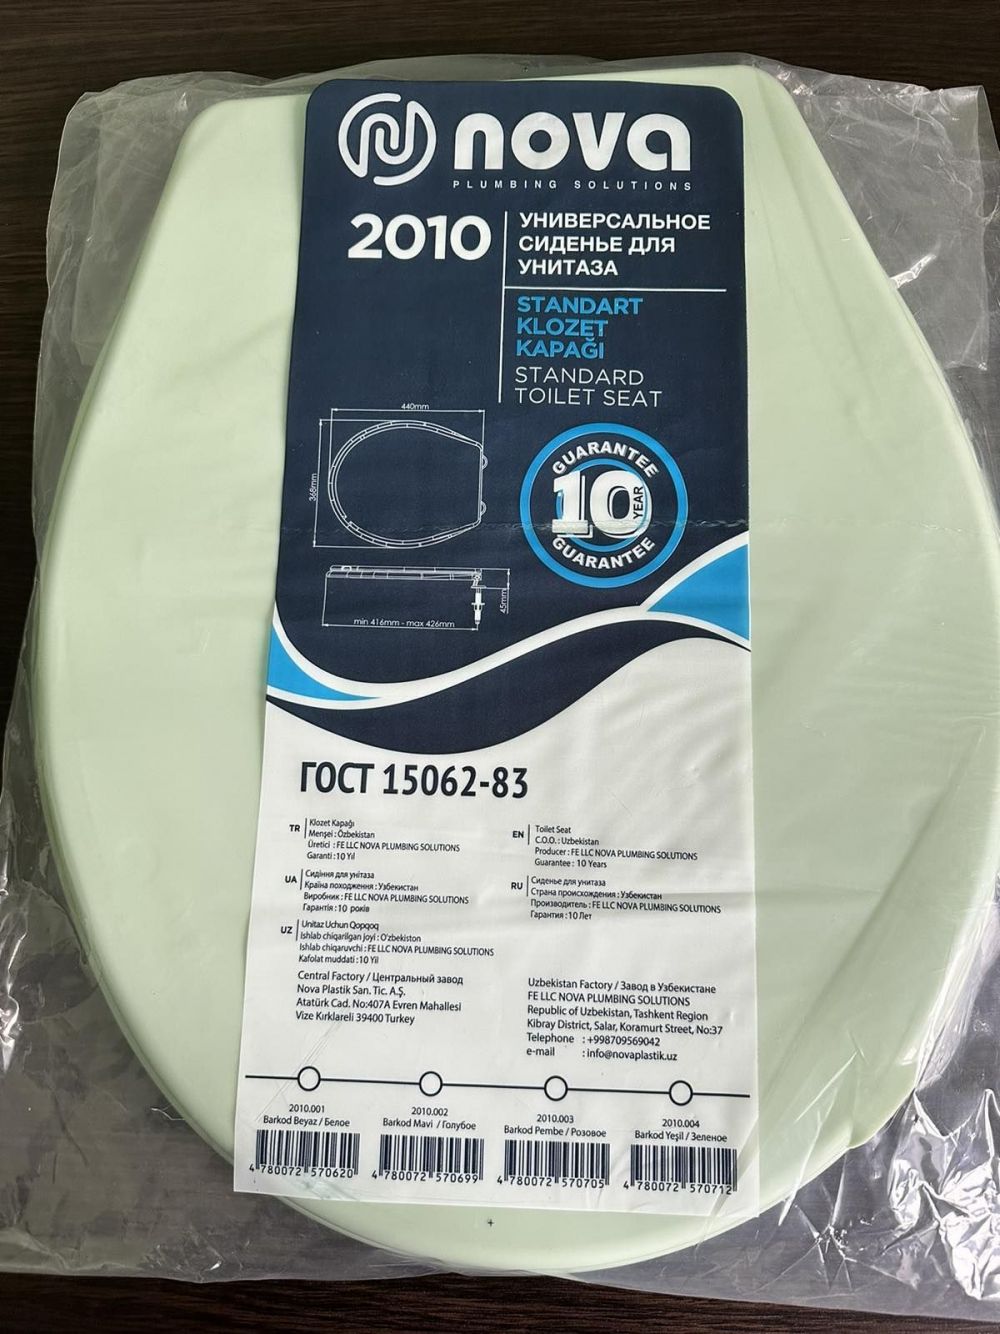 nova
PLUMBING SOLUTIONS
2010
УНИВЕРСАЛЬНОЕ
СИДЕНЬЕ ДЛЯ
УНИТАЗА
STANDART
KLOZET
KAPAĞI
STANDARD
TOILET SEAT
440mm
368mm
GUARANTEE
10 YEAR
GUARANTEE
45mm
min 416mm - max 426mm
ГОСТ 15062-83
TR
Klozet Kapağı
Menşei : Özbekistan
Üretici : FE LLC NOVA PLUMBING SOLUTIONS
Garanti : 10 Yıl
EN
Toilet Seat
C.O.O. : Uzbekistan
Producer : FE LLC NOVA PLUMBING SOLUTIONS
Guarantee : 10 Years
UA
Сидіння для унітаза
Країна походження : Узбекистан
Виробник : FE LLC NOVA PLUMBING SOLUTIONS
Гарантія : 10 років
RU
Сиденье для унитаза
Страна происхождения : Узбекистан
Производитель : FE LLC NOVA PLUMBING SOLUTIONS
Гарантия : 10 Лет
UZ
Unitaz Uchun Qopqoq
Ishlab chiqarilgan joyi : O'zbekiston
Ishlab chiqaruvchi : FE LLC NOVA PLUMBING SOLUTIONS
Kafolat muddati : 10 Yil
Central Factory / Центральный завод
Nova Plastik San. Tic. A.Ş.
Atatürk Cad. No:407A Evren Mahallesi
Vize Kırklareli 39400 Turkey
Uzbekistan Factory / Завод в Узбекистане
FE LLC NOVA PLUMBING SOLUTIONS
Republic of Uzbekistan, Tashkent Region
Kibray District, Salar, Koramurt Street, No:37
Telephone : +998709569042
e-mail : info@novaplastik.uz
2010.001
Barkod Beyaz / Белое
4 780072 570620
2010.002
Barkod Mavi / Голубое
4 780072 570699
2010.003
Barkod Pembe / Розовое
4 780072 570705
2010.004
Barkod Yeşil / Зеленое
4 780072 570712